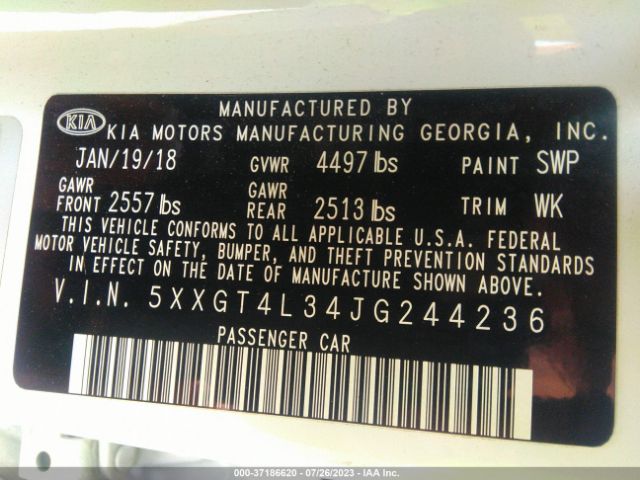 KIA
MANUFACTURED BY
KIA MOTORS MANUFACTURING GEORGIA, INC.
JAN/19/18 GVWR 4497 lbs PAINT SWP
GAWR FRONT 2557 lbs GAWR REAR 2513 lbs TRIM WK
THIS VEHICLE CONFORMS TO ALL APPLICABLE U.S.A. FEDERAL
MOTOR VEHICLE SAFETY, BUMPER, AND THEFT PREVENTION STANDARDS
IN EFFECT ON THE DATE OF MANUFACTURE SHOWN ABOVE.
V.I.N. 5XXGT4L34JG244236
PASSENGER CAR
000-37186620 / 07/26/2023 - IAA Inc.